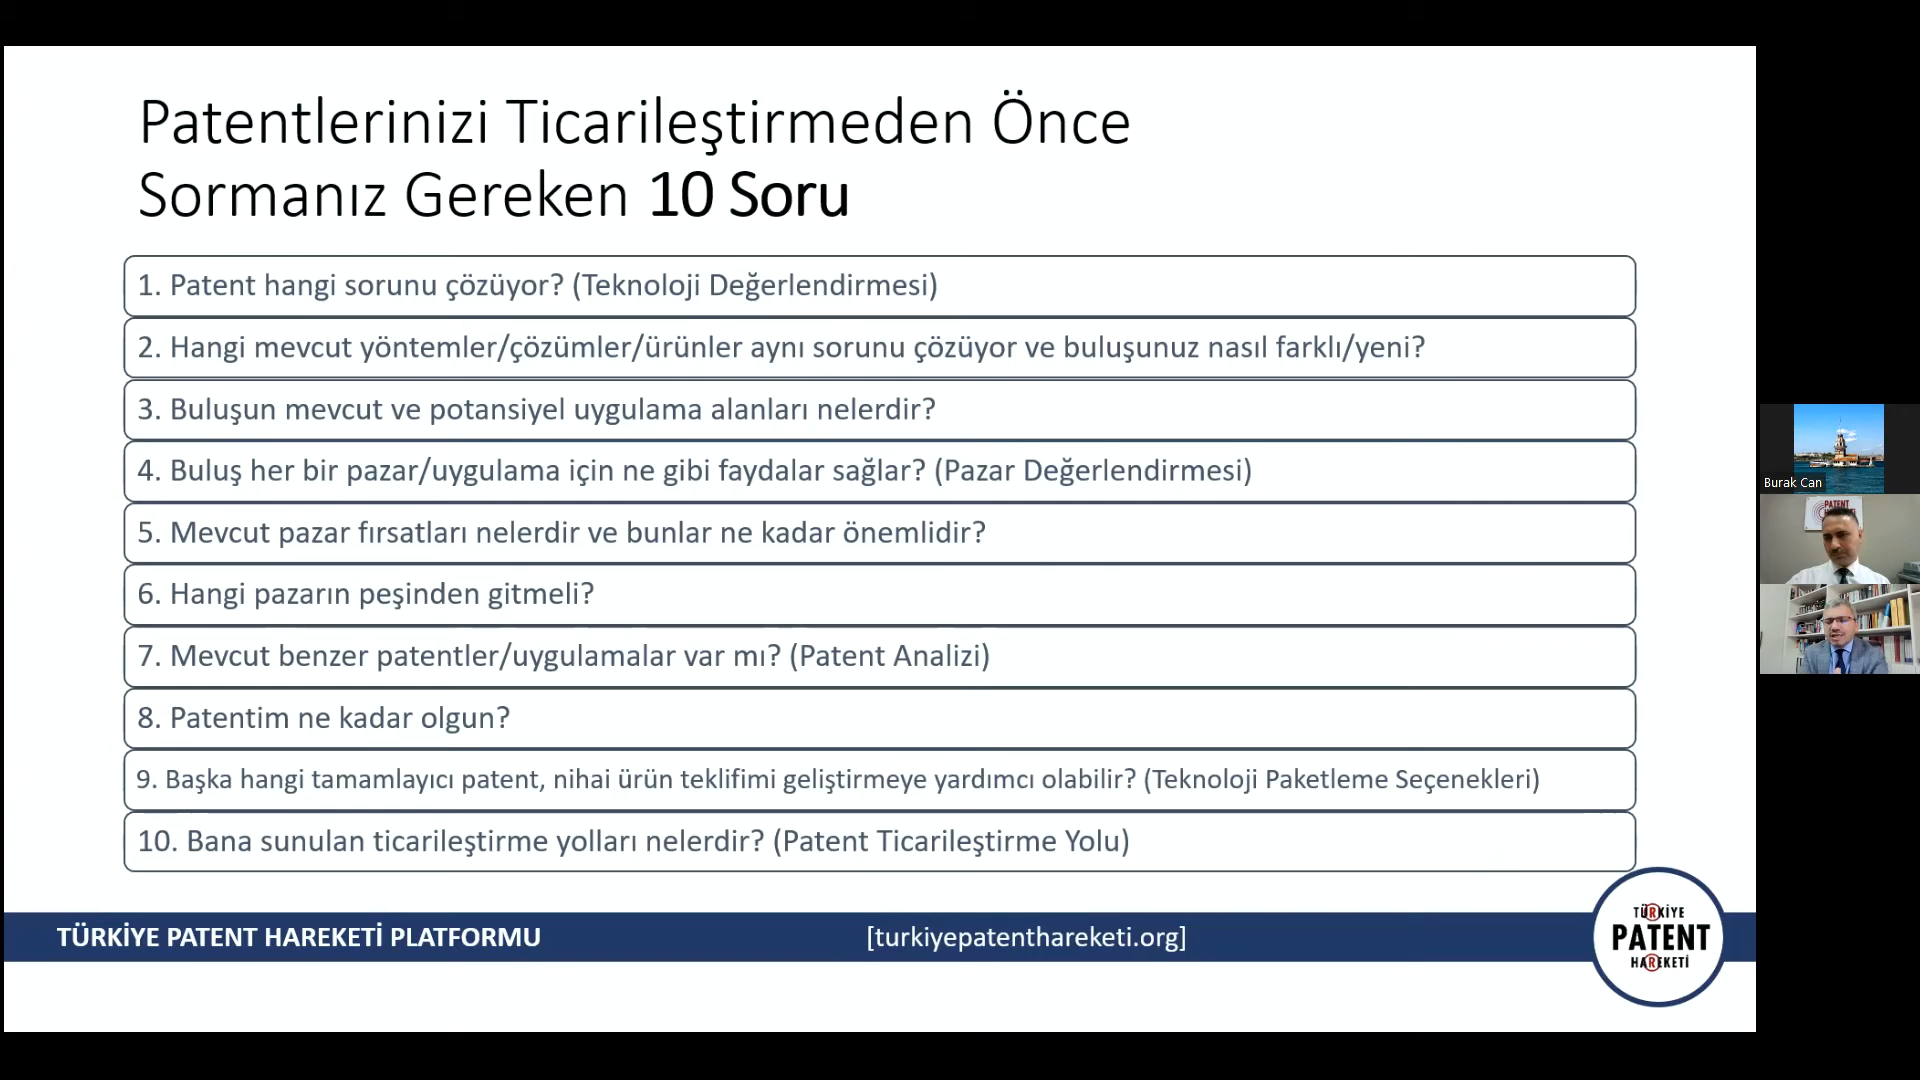 Patentlerinizi Ticarileştirmeden Önce
Sormanız Gereken 10 Soru
1. Patent hangi sorunu çözüyor? (Teknoloji Değerlendirmesi)
2. Hangi mevcut yöntemler/çözümler/ürünler aynı sorunu çözüyor ve buluşunuz nasıl farklı/yeni?
3. Buluşun mevcut ve potansiyel uygulama alanları nelerdir?
4. Buluş her bir pazar/uygulama için ne gibi faydalar sağlar? (Pazar Değerlendirmesi)
5. Mevcut pazar fırsatları nelerdir ve bunlar ne kadar önemlidir?
6. Hangi pazarın peşinden gitmeli?
7. Mevcut benzer patentler/uygulamalar var mı? (Patent Analizi)
8. Patentim ne kadar olgun?
9. Başka hangi tamamlayıcı patent, nihai ürün teklifimi geliştirmeye yardımcı olabilir? (Teknoloji Paketleme Seçenekleri)
10. Bana sunulan ticarileştirme yolları nelerdir? (Patent Ticarileştirme Yolu)
TÜRKİYE PATENT HAREKETİ PLATFORMU
[turkiyepatenthareketi.org]
TÜRKİYE
PATENT
HAREKETİ
Burak Can
PATENT